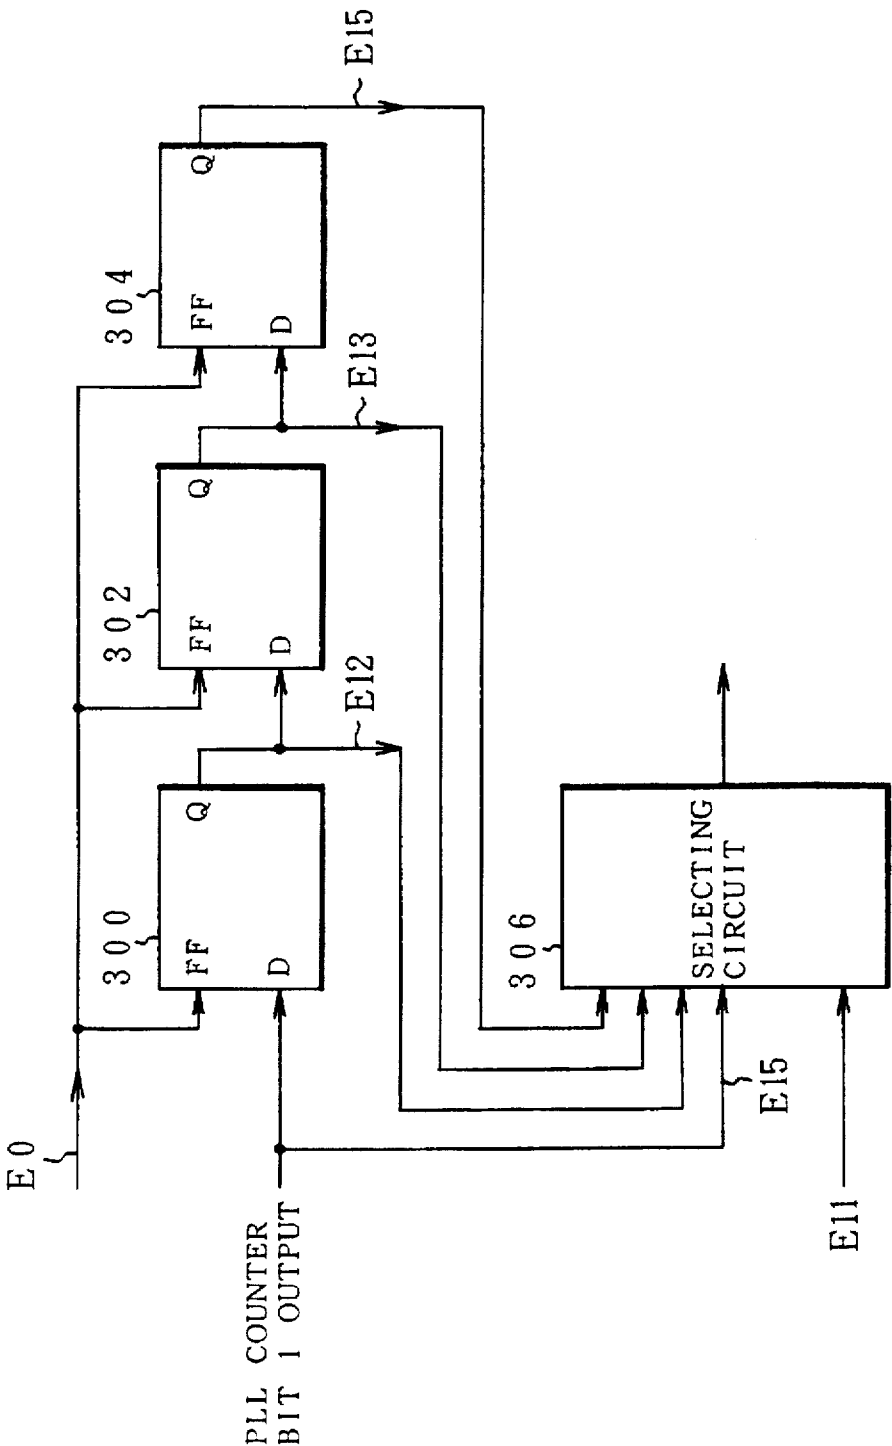 E0
300
FF
D
Q
302
FF
D
Q
304
FF
D
Q
E12
E13
E15
PLL COUNTER
BIT 1 OUTPUT
306
SELECTING
CIRCUIT
E15
E11